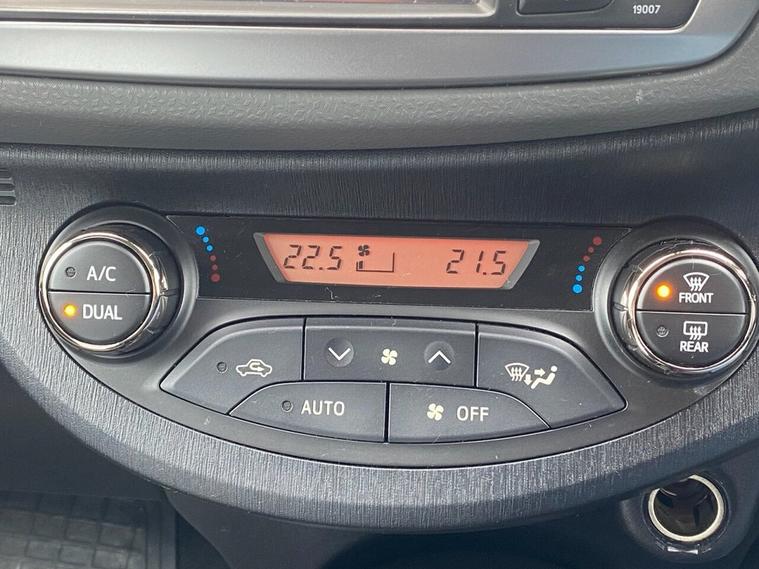 19007
22.5 21.5
A/C
DUAL
FRONT
REAR
AUTO
OFF